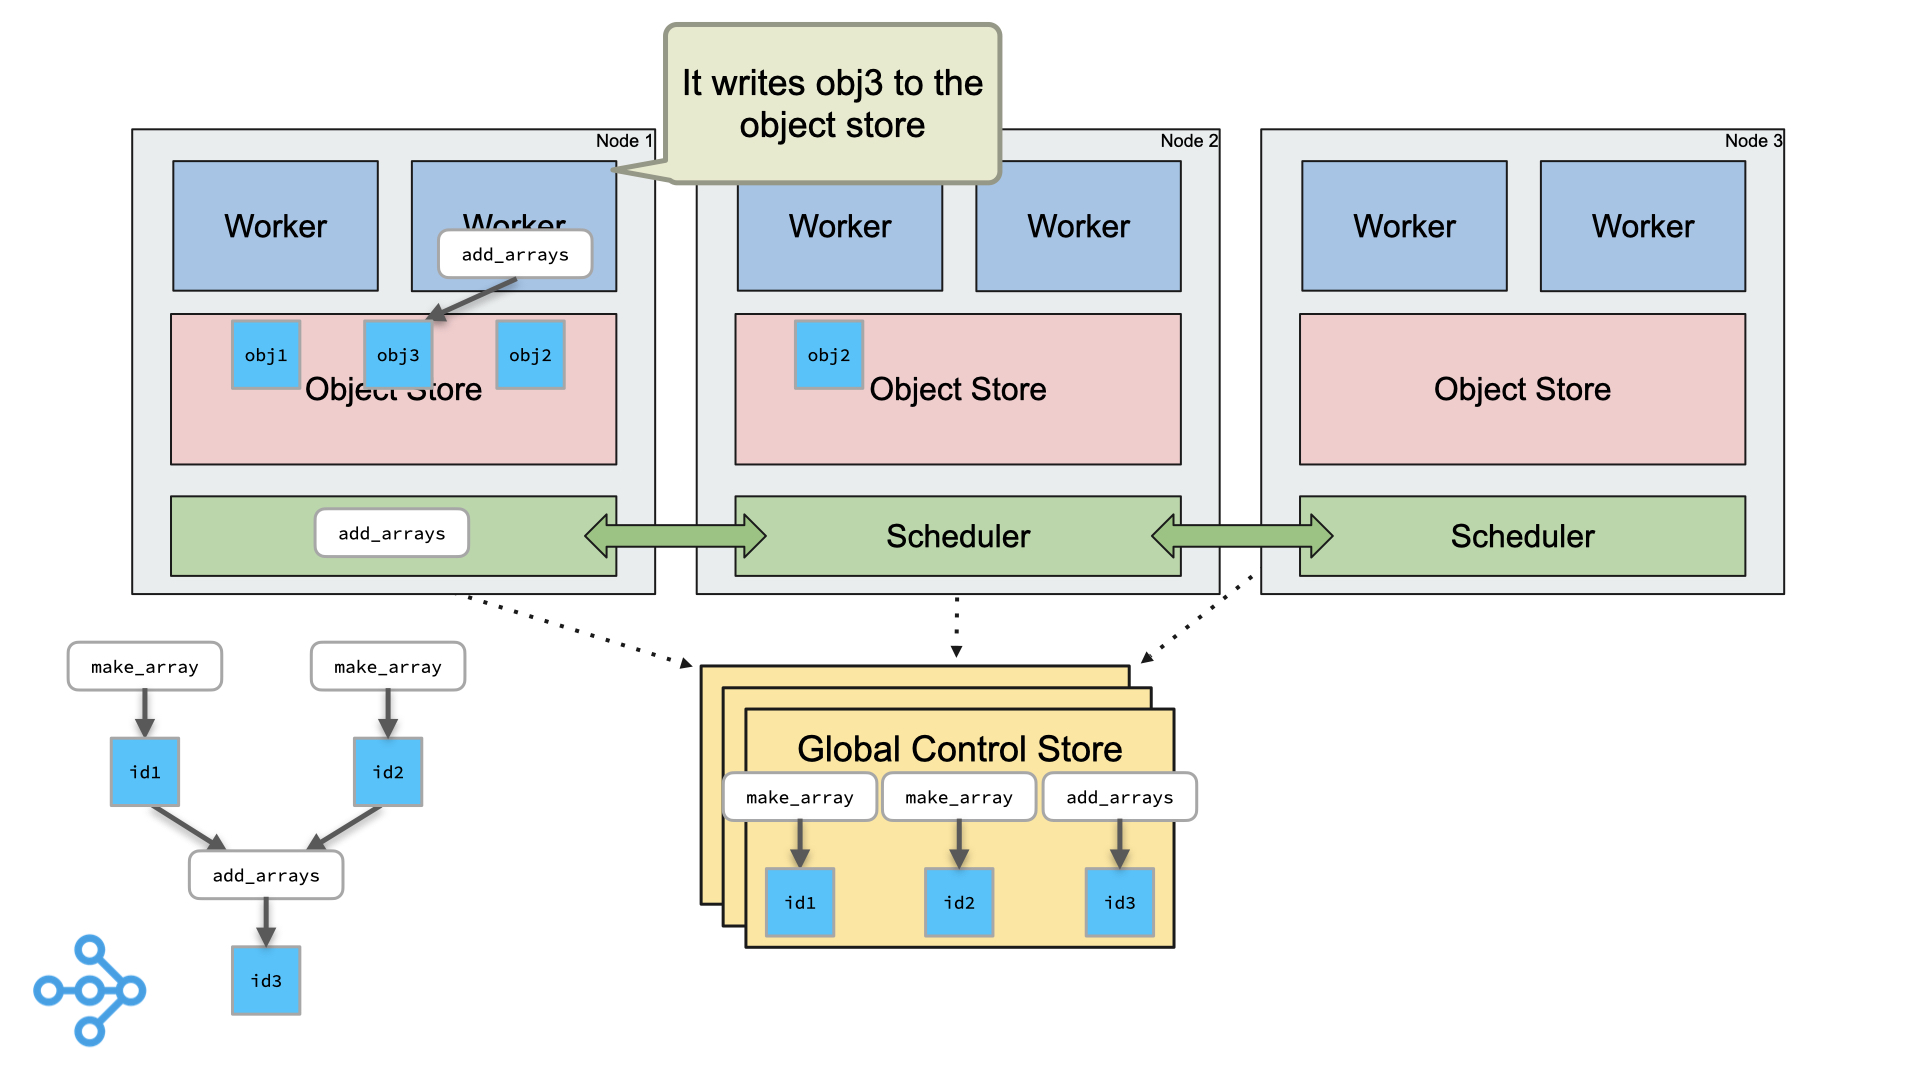 It writes obj3 to the
object store
Node 1
Node 2
Node 3
Worker
Worker
Worker
Worker
Worker
Worker
add_arrays
obj1
obj3
obj2
obj2
Object Store
Object Store
Object Store
add_arrays
Scheduler
Scheduler
make_array
make_array
id1
id2
add_arrays
id3
Global Control Store
make_array
make_array
add_arrays
id1
id2
id3